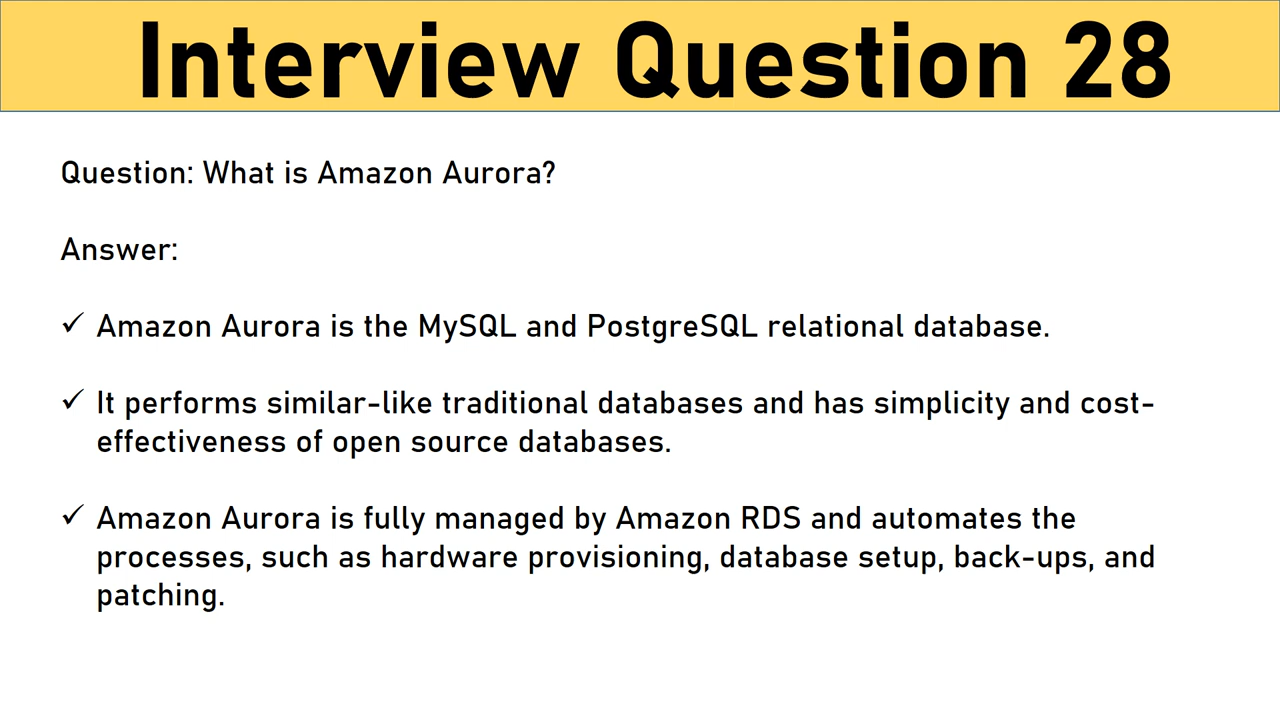 Interview Question 28
Question: What is Amazon Aurora?
Answer:
✓ Amazon Aurora is the MySQL and PostgreSQL relational database.
✓ It performs similar-like traditional databases and has simplicity and cost-
effectiveness of open source databases.
✓ Amazon Aurora is fully managed by Amazon RDS and automates the
processes, such as hardware provisioning, database setup, back-ups, and
patching.